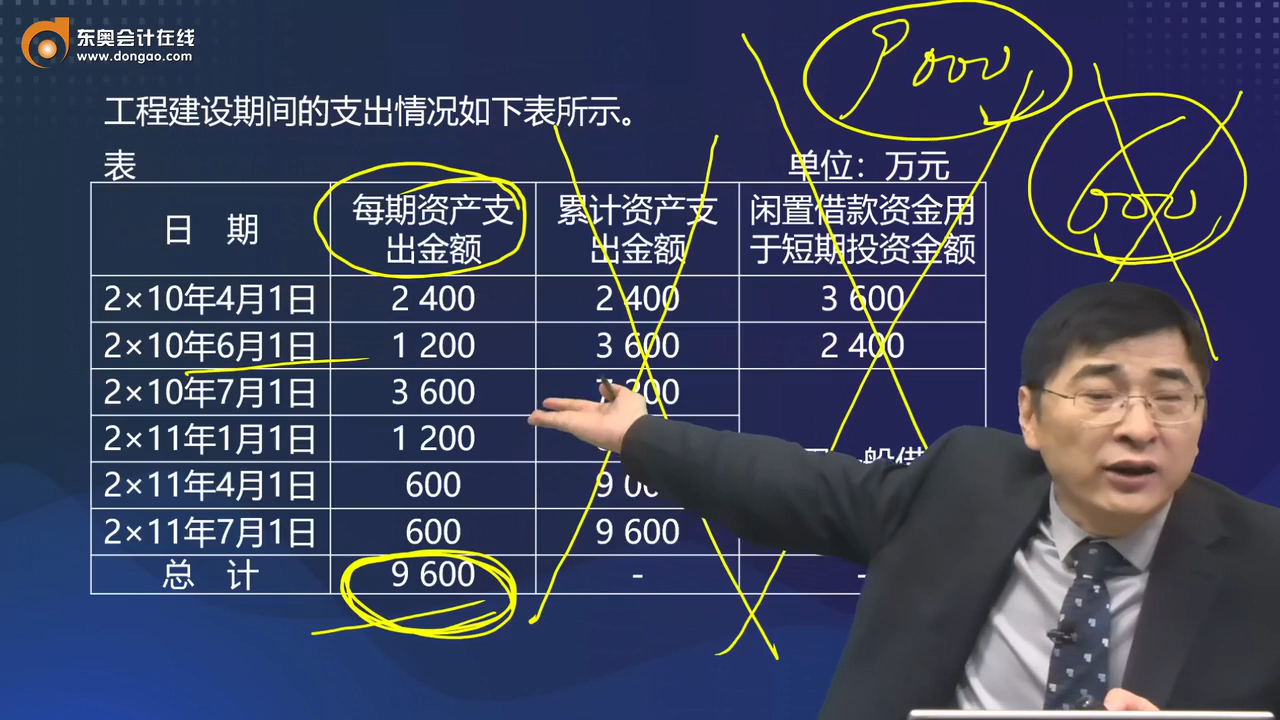 东奥会计在线
www.dongao.com
9000
6000
工程建设期间的支出情况如下表所示。
表 单位：万元
日 期 每期资产支出金额 累计资产支出金额 闲置借款资金用于短期投资金额
2×10年4月1日 2 400 2 400 3 600
2×10年6月1日 1 200 3 600 2 400
2×10年7月1日 3 600
2×11年1月1日 1 200
2×11年4月1日 600
2×11年7月1日 600 9 600
总 计 9 600 - -